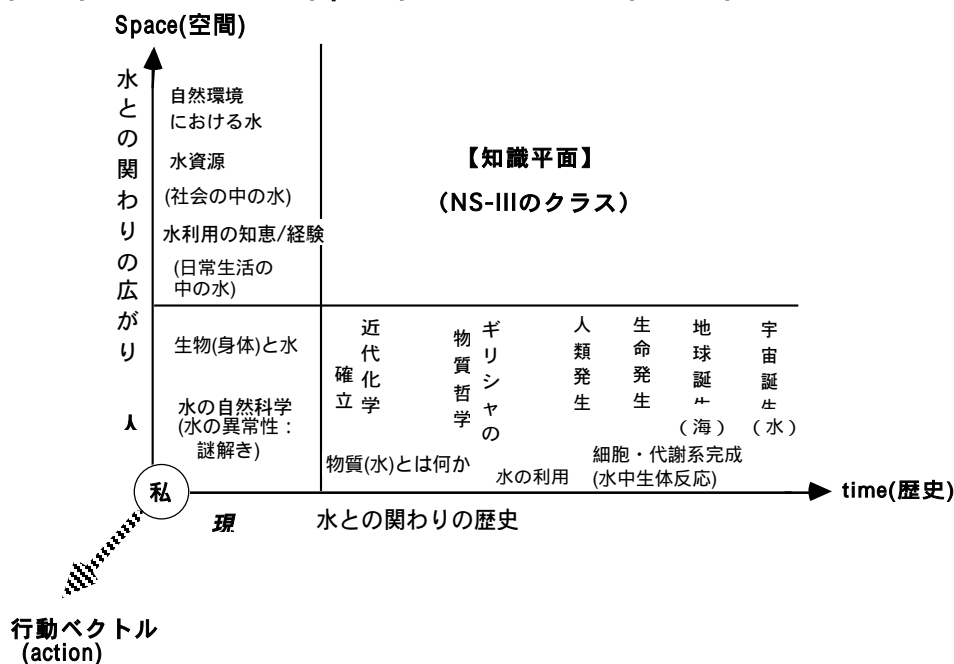 Space(空間)
水との関わりの広がり
自然環境
における水
水資源
(社会の中の水)
水利用の知恵/経験
(日常生活の
中の水)
【知識平面】
(NS-IIIのクラス)
生物(身体)と水
水の自然科学
(水の異常性：
謎解き)
人
近代化学
確立
ギリシャの
物質哲学
人類発生
生命発生
地球誕生
(海)
宇宙誕生
(水)
物質(水)とは何か
水の利用
細胞・代謝系完成
(水中生体反応)
私
time(歴史)
現
水との関わりの歴史
行動ベクトル
(action)